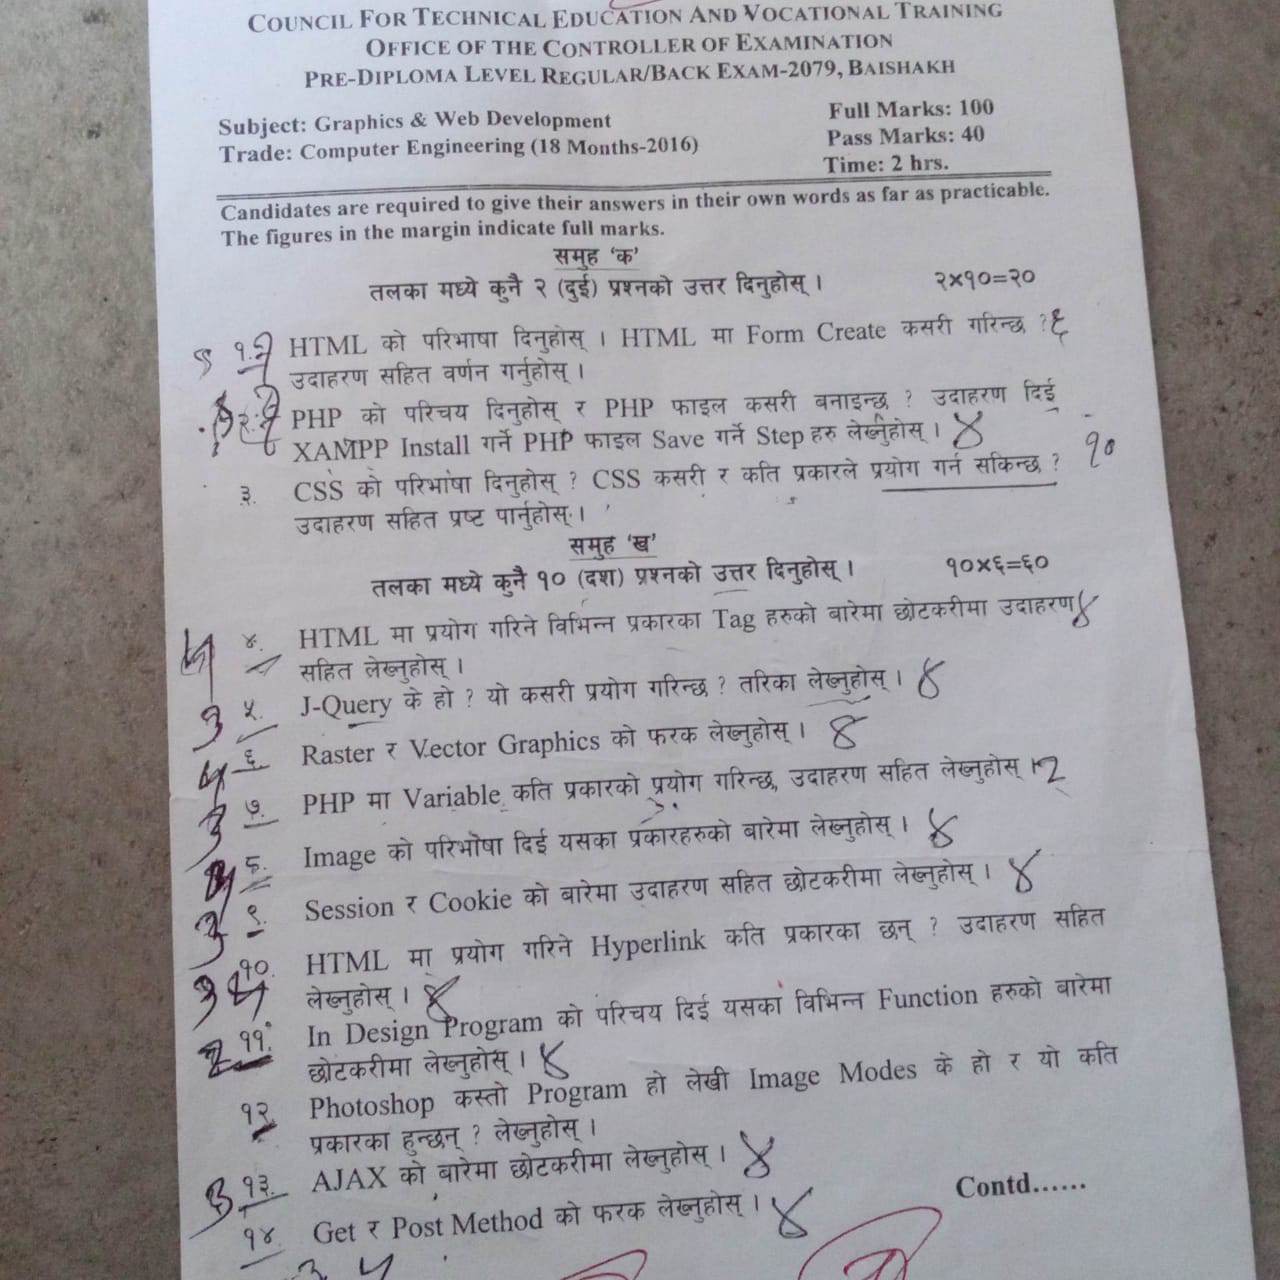 COUNCIL FOR TECHNICAL EDUCATION AND VOCATIONAL TRAINING
OFFICE OF THE CONTROLLER OF EXAMINATION
PRE-DIPLOMA LEVEL REGULAR/BACK EXAM-2079, BAISHAKH
Subject: Graphics & Web Development Full Marks: 100
Trade: Computer Engineering (18 Months-2016) Pass Marks: 40
Time: 2 hrs.
Candidates are required to give their answers in their own words as far as practicable.
The figures in the margin indicate full marks.
समुह 'क'
तलका मध्ये कुनै २ (दुई) प्रश्नको उत्तर दिनुहोस् । २×१०=२०
१. HTML को परिभाषा दिनुहोस् । HTML मा Form Create कसरी गरिन्छ ? ६
उदाहरण सहित वर्णन गर्नुहोस् ।
२. PHP को परिचय दिनुहोस् र PHP फाइल कसरी बनाइन्छ ? उदाहरण दिई
XAMPP Install गर्ने PHP फाइल Save गर्ने Step हरु लेर्ख्नुहोस् । ४
३. CSS को परिभाषा दिनुहोस् ? CSS कसरी र कति प्रकारले प्रयोग गर्न सकिन्छ ? १०
उदाहरण सहित प्रष्ट पार्नुहोस् ।
समुह 'ख'
तलका मध्ये कुनै १० (दश) प्रश्नको उत्तर दिनुहोस् । १०×६=६०
४. HTML मा प्रयोग गरिने विभिन्न प्रकारका Tag हरुको बारेमा छोटकरीमा उदाहरण ४
सहित लेख्नुहोस् ।
५. J-Query के हो ? यो कसरी प्रयोग गरिन्छ ? तरिका लेख्नुहोस् । ४
६. Raster र Vector Graphics को फरक लेख्नुहोस् । ४
७. PHP मा Variable कति प्रकारको प्रयोग गरिन्छ, उदाहरण सहित लेख्नुहोस् । २
८. Image को परिभाषा दिई यसका प्रकारहरुको बारेमा लेख्नुहोस् । ४
९. Session र Cookie को बारेमा उदाहरण सहित छोटकरीमा लेख्नुहोस् । ४
१०. HTML मा प्रयोग गरिने Hyperlink कति प्रकारका छन् ? उदाहरण सहित
लेख्नुहोस् । ४
११. In Design Program को परिचय दिई यसका विभिन्न Function हरुको बारेमा
छोटकरीमा लेख्नुहोस् । ४
१२. Photoshop कस्तो Program हो लेखी Image Modes के हो र यो कति
प्रकारका हुन्छन् ? लेख्नुहोस् ।
१३. AJAX को बारेमा छोटकरीमा लेख्नुहोस् । ४
१४. Get र Post Method को फरक लेख्नुहोस् । ४
Contd......